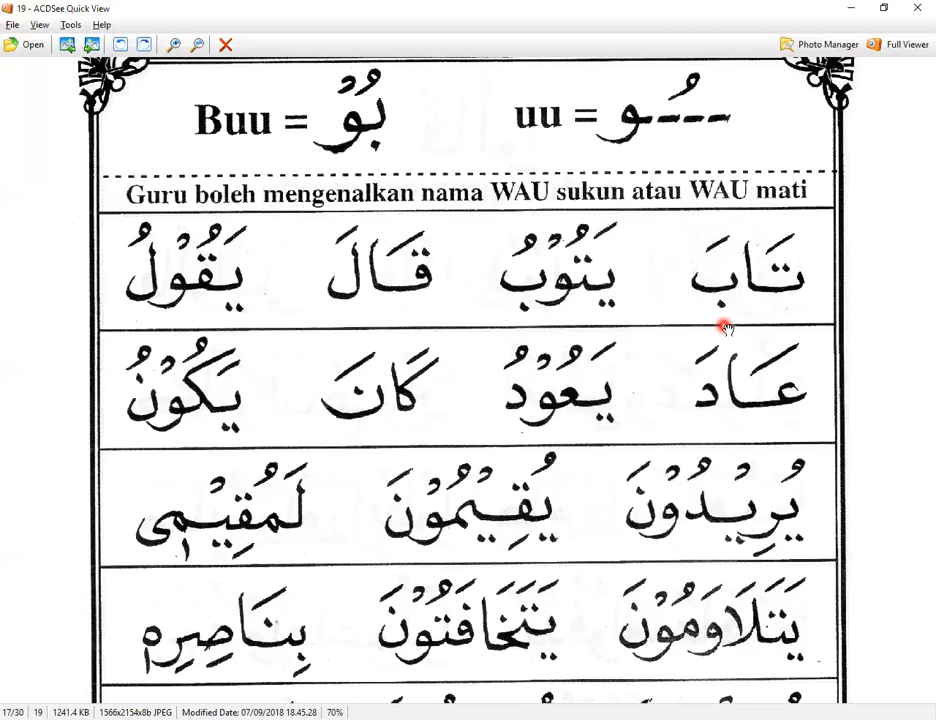 19 - ACDSee Quick View
File View Tools Help
Open Photo Manager Full Viewer
ـُـو = uu بُوْ = Buu
Guru boleh mengenalkan nama WAU sukun atau WAU mati
تَابَ يَتُوْبُ قَالَ يَقُوْلُ
عَادَ يَعُوْدُ كَانَ يَكُوْنُ
يُرِيْدُوْنَ يُقِيْمُوْنَ لَمُقِيْمٖى
يَتَلَاوَمُوْنَ يَتَخَافَتُوْنَ بِنَاصِرِهٖ
17/30 19 1241.4 KB 1566x2154x8b JPEG Modified Date: 07/09/2018 18.45.28 70%